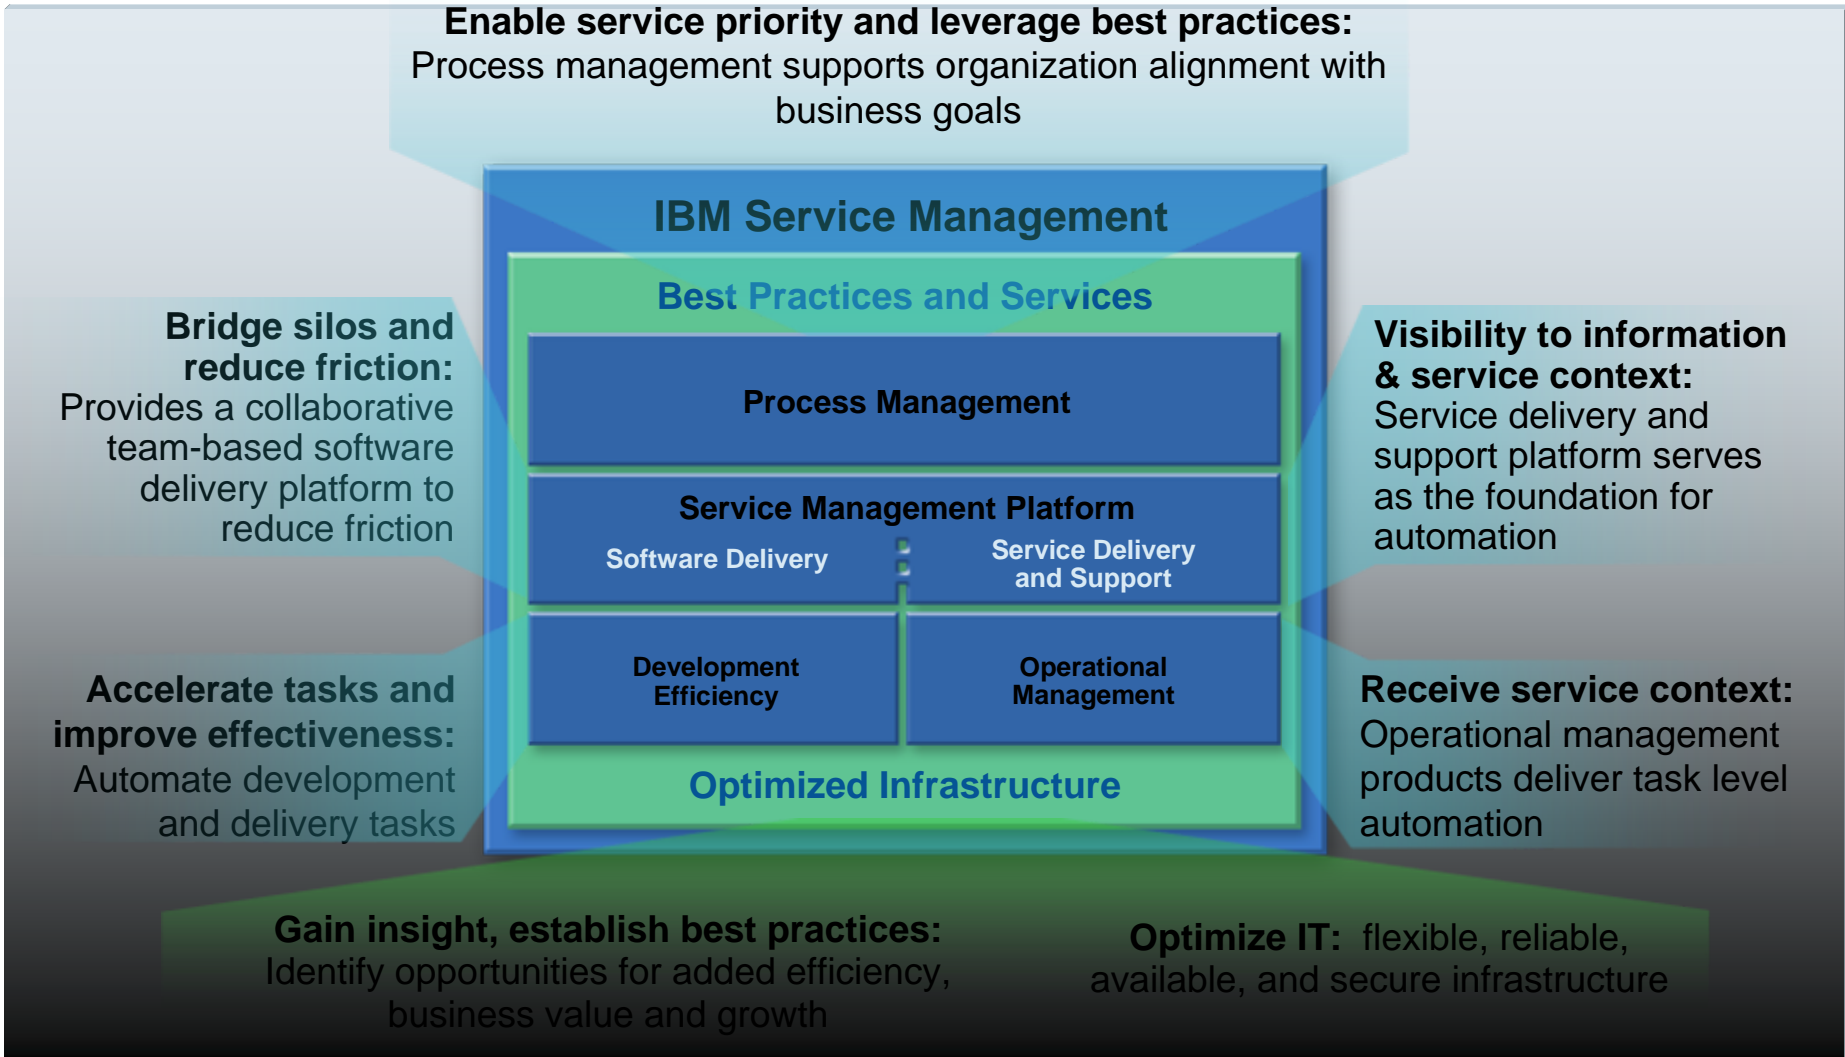 Enable service priority and leverage best practices:
Process management supports organization alignment with
business goals
IBM Service Management
Best Practices and Services
Process Management
Service Management Platform
Software Delivery
Service Delivery
and Support
Development
Efficiency
Operational
Management
Optimized Infrastructure
Bridge silos and
reduce friction:
Provides a collaborative
team-based software
delivery platform to
reduce friction
Accelerate tasks and
improve effectiveness:
Automate development
and delivery tasks
Visibility to information
& service context:
Service delivery and
support platform serves
as the foundation for
automation
Receive service context:
Operational management
products deliver task level
automation
Gain insight, establish best practices:
Identify opportunities for added efficiency,
business value and growth
Optimize IT: flexible, reliable,
available, and secure infrastructure